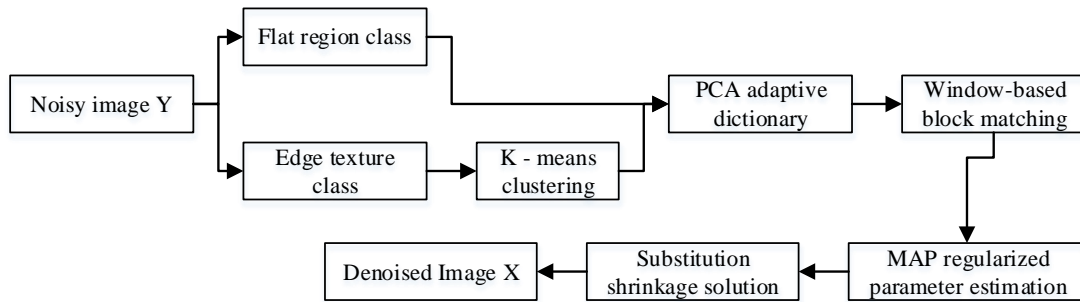 Flat region class
Noisy image Y
PCA adaptive
dictionary
Window-based
block matching
Edge texture
class
K - means
clustering
Denoised Image X
Substitution
shrinkage solution
MAP regularized
parameter estimation